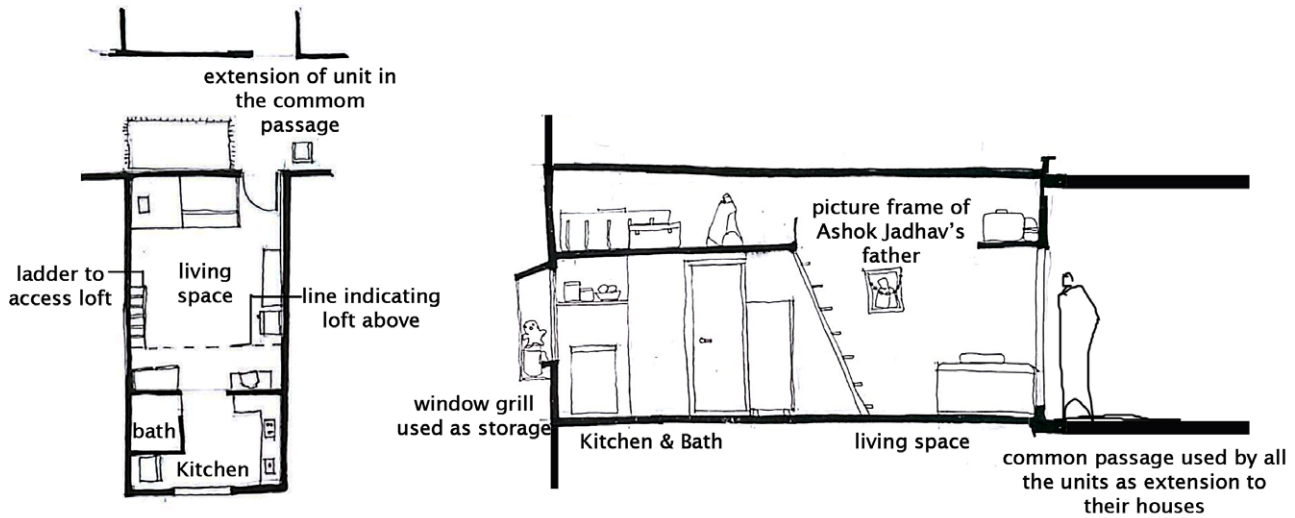 extension of unit in
the commom
passage
ladder to
access loft
living
space
line indicating
loft above
bath
Kitchen
picture frame of
Ashok Jadhav's
father
window grill
used as storage
Kitchen & Bath
living space
common passage used by all
the units as extension to
their houses